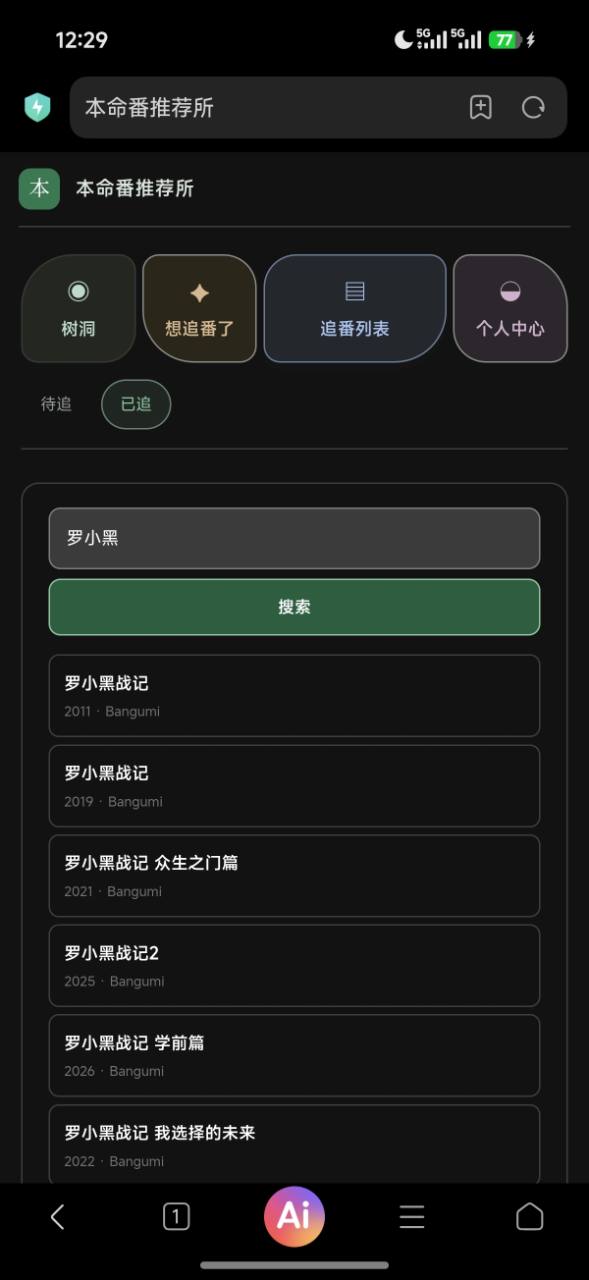 12:29
5G 5G 77
本命番推荐所
本 本命番推荐所
树洞
想追番了
追番列表
个人中心
待追
已追
罗小黑
搜索
罗小黑战记
2011 · Bangumi
罗小黑战记
2019 · Bangumi
罗小黑战记 众生之门篇
2021 · Bangumi
罗小黑战记2
2025 · Bangumi
罗小黑战记 学前篇
2026 · Bangumi
罗小黑战记 我选择的未来
2022 · Bangumi
1
Ai